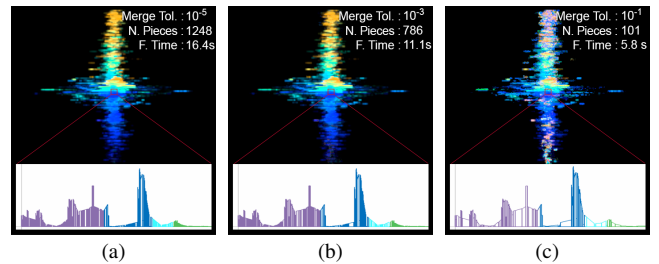 Merge Tol. : 10⁻⁵
N. Pieces : 1248
F. Time : 16.4s
Merge Tol. : 10⁻³
N. Pieces : 786
F. Time : 11.1s
Merge Tol. : 10⁻¹
N. Pieces : 101
F. Time : 5.8 s
(a)
(b)
(c)